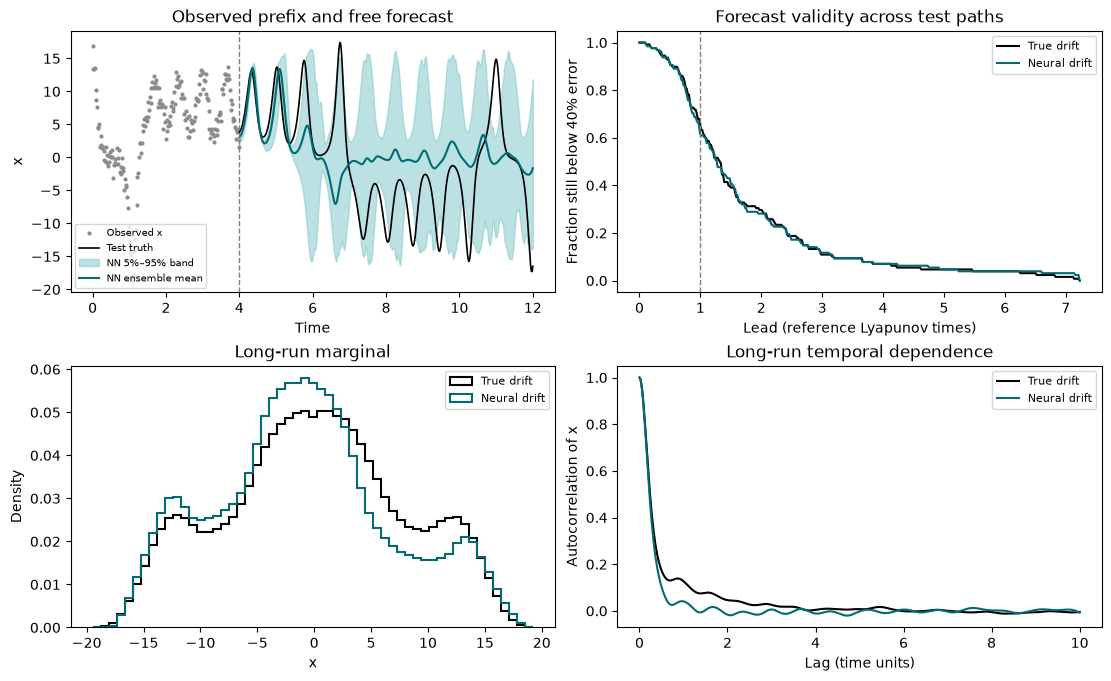 Observed prefix and free forecast
x
15
10
5
0
−5
−10
−15
−20
Observed x
Test truth
NN 5%–95% band
NN ensemble mean
0 2 4 6 8 10 12
Time
Forecast validity across test paths
Fraction still below 40% error
1.0
0.8
0.6
0.4
0.2
0.0
True drift
Neural drift
0 1 2 3 4 5 6 7
Lead (reference Lyapunov times)
Long-run marginal
Density
0.06
0.05
0.04
0.03
0.02
0.01
0.00
True drift
Neural drift
−20 −15 −10 −5 0 5 10 15 20
x
Long-run temporal dependence
Autocorrelation of x
1.0
0.8
0.6
0.4
0.2
0.0
True drift
Neural drift
0 2 4 6 8 10
Lag (time units)